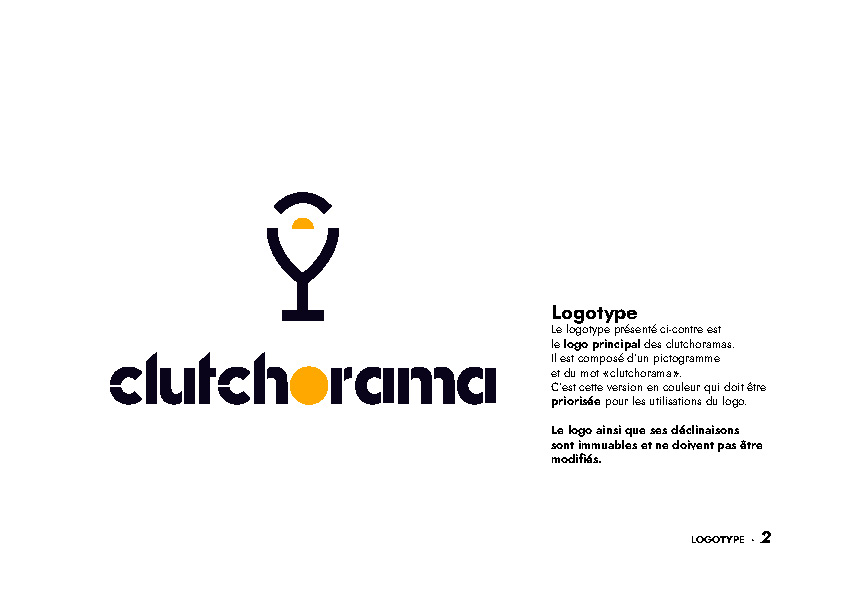 clutchorama
Logotype
Le logotype présenté ci-contre est
le logo principal des clutchoramas.
Il est composé d'un pictogramme
et du mot «clutchorama».
C'est cette version en couleur qui doit être
priorisée pour les utilisations du logo.
Le logo ainsi que ses déclinaisons
sont immuables et ne doivent pas être
modifiés.
LOGOTYPE · 2